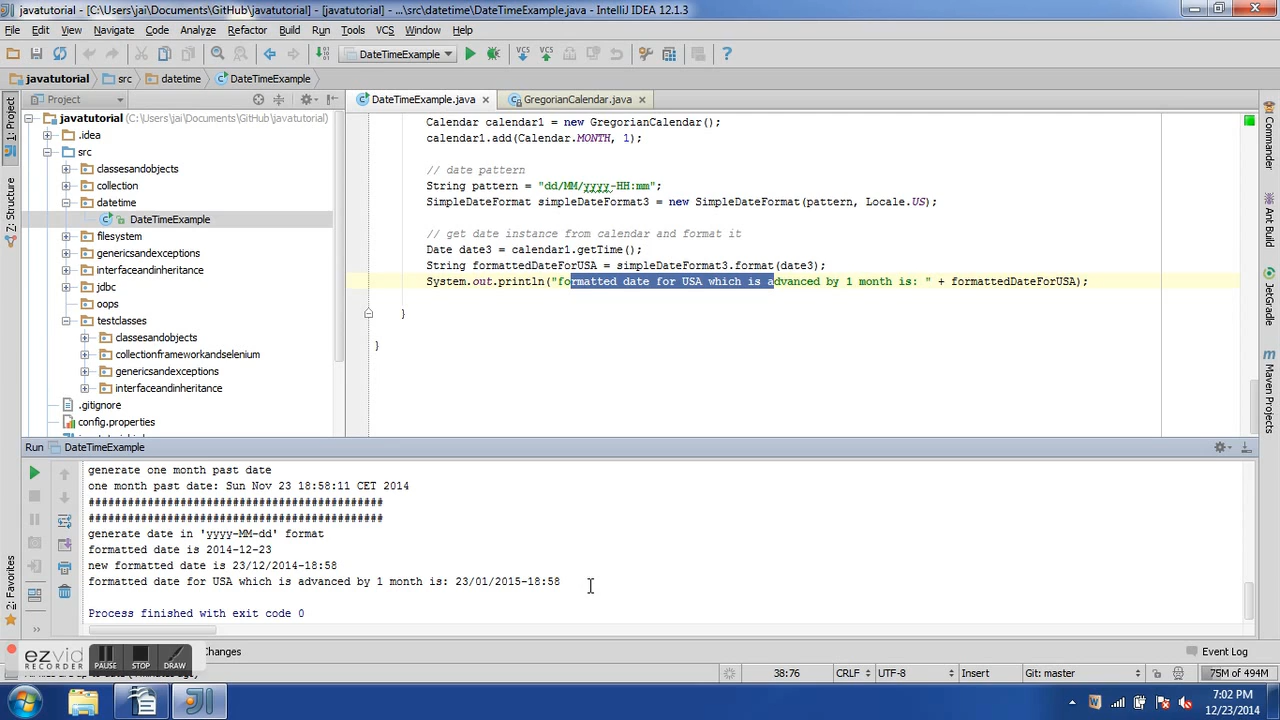 javatutorial - [C:\Users\jai\Documents\GitHub\javatutorial] - [javatutorial] - ...\src\datetime\DateTimeExample.java - IntelliJ IDEA 12.1.3
File Edit View Navigate Code Analyze Refactor Build Run Tools VCS Window Help
DateTimeExample
javatutorial src datetime DateTimeExample
Project
DateTimeExample.java GregorianCalendar.java
1: Project
Z: Structure
2: Favorites
javatutorial (C:\Users\jai\Documents\GitHub\javatutorial)
.idea
src
classesandobjects
collection
datetime
DateTimeExample
filesystem
genericsandexceptions
interfaceandinheritance
jdbc
oops
testclasses
classesandobjects
collectionframeworkandselenium
genericsandexceptions
interfaceandinheritance
.gitignore
config.properties
Calendar calendar1 = new GregorianCalendar();
calendar1.add(Calendar.MONTH, 1);
// date pattern
String pattern = "dd/MM/yyyy-HH:mm";
SimpleDateFormat simpleDateFormat3 = new SimpleDateFormat(pattern, Locale.US);
// get date instance from calendar and format it
Date date3 = calendar1.getTime();
String formattedDateForUSA = simpleDateFormat3.format(date3);
System.out.println("formatted date for USA which is advanced by 1 month is: " + formattedDateForUSA);
}
}
Commander
Ant Build
JetGradle
Maven Projects
Run DateTimeExample
generate one month past date
one month past date: Sun Nov 23 18:58:11 CET 2014
###########################################
###########################################
generate date in 'yyyy-MM-dd' format
formatted date is 2014-12-23
new formatted date is 23/12/2014-18:58
formatted date for USA which is advanced by 1 month is: 23/01/2015-18:58
Process finished with exit code 0
ezvid
RECORDER
PAUSE STOP DRAW
Changes
Event Log
38:76 CRLF UTF-8 Insert Git: master 75M of 494M
7:02 PM
12/23/2014